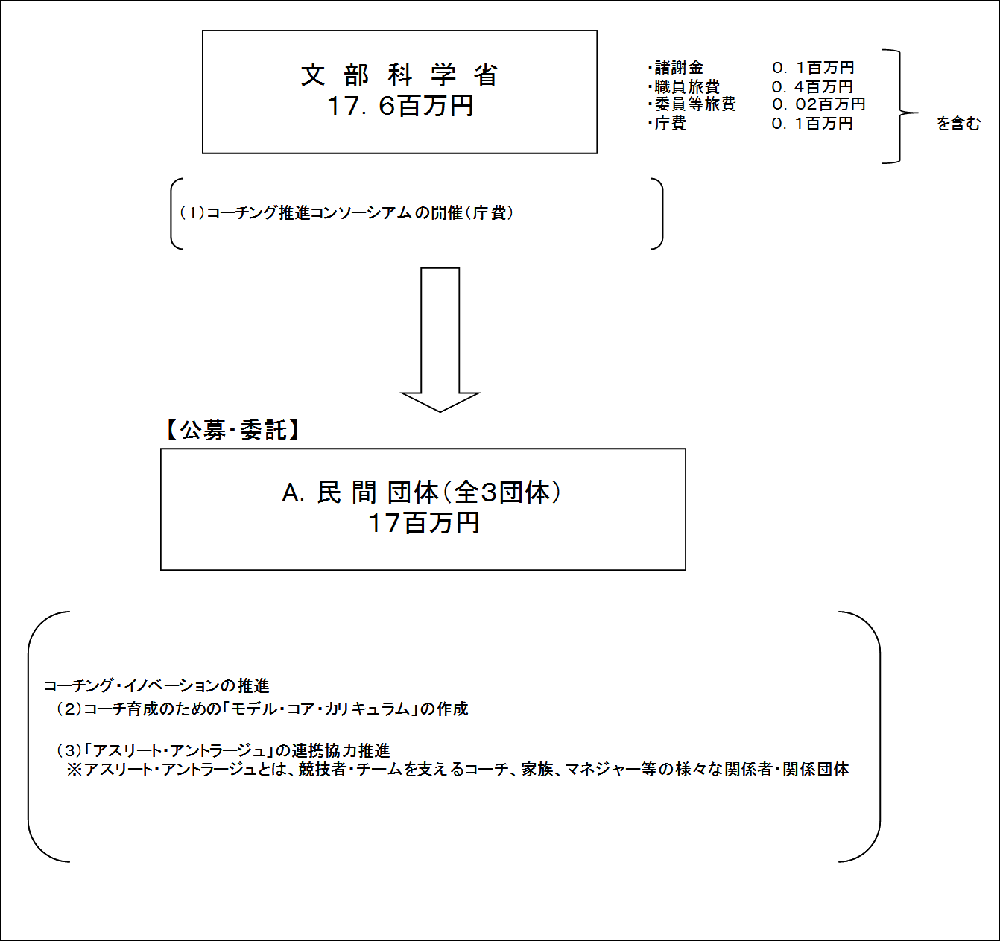 文 部 科 学 省
１７．６百万円
・諸謝金　０．１百万円
・職員旅費　０．４百万円
・委員等旅費　０．０２百万円
・庁費　０．１百万円
を含む
（１）コーチング推進コンソーシアムの開催（庁費）
【公募・委託】
A．民 間 団体（全３団体）
１７百万円
コーチング・イノベーションの推進
（２）コーチ育成のための「モデル・コア・カリキュラム」の作成
（３）「アスリート・アントラージュ」の連携協力推進
※アスリート・アントラージュとは、競技者・チームを支えるコーチ、家族、マネジャー等の様々な関係者・関係団体